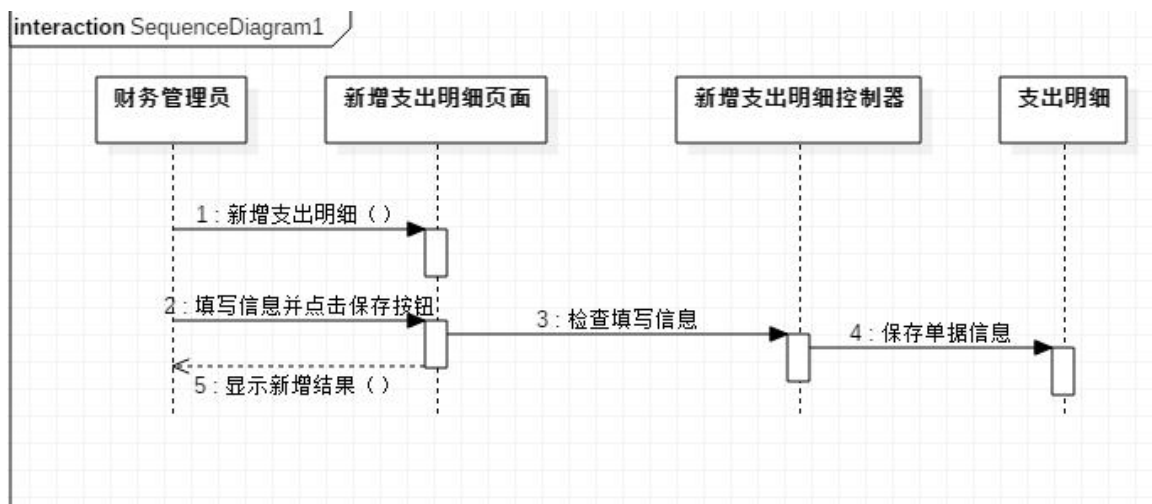 interaction SequenceDiagram1
财务管理员
新增支出明细页面
新增支出明细控制器
支出明细
1 : 新增支出明细（）
2 : 填写信息并点击保存按钮
3 : 检查填写信息
4 : 保存单据信息
5 : 显示新增结果（）